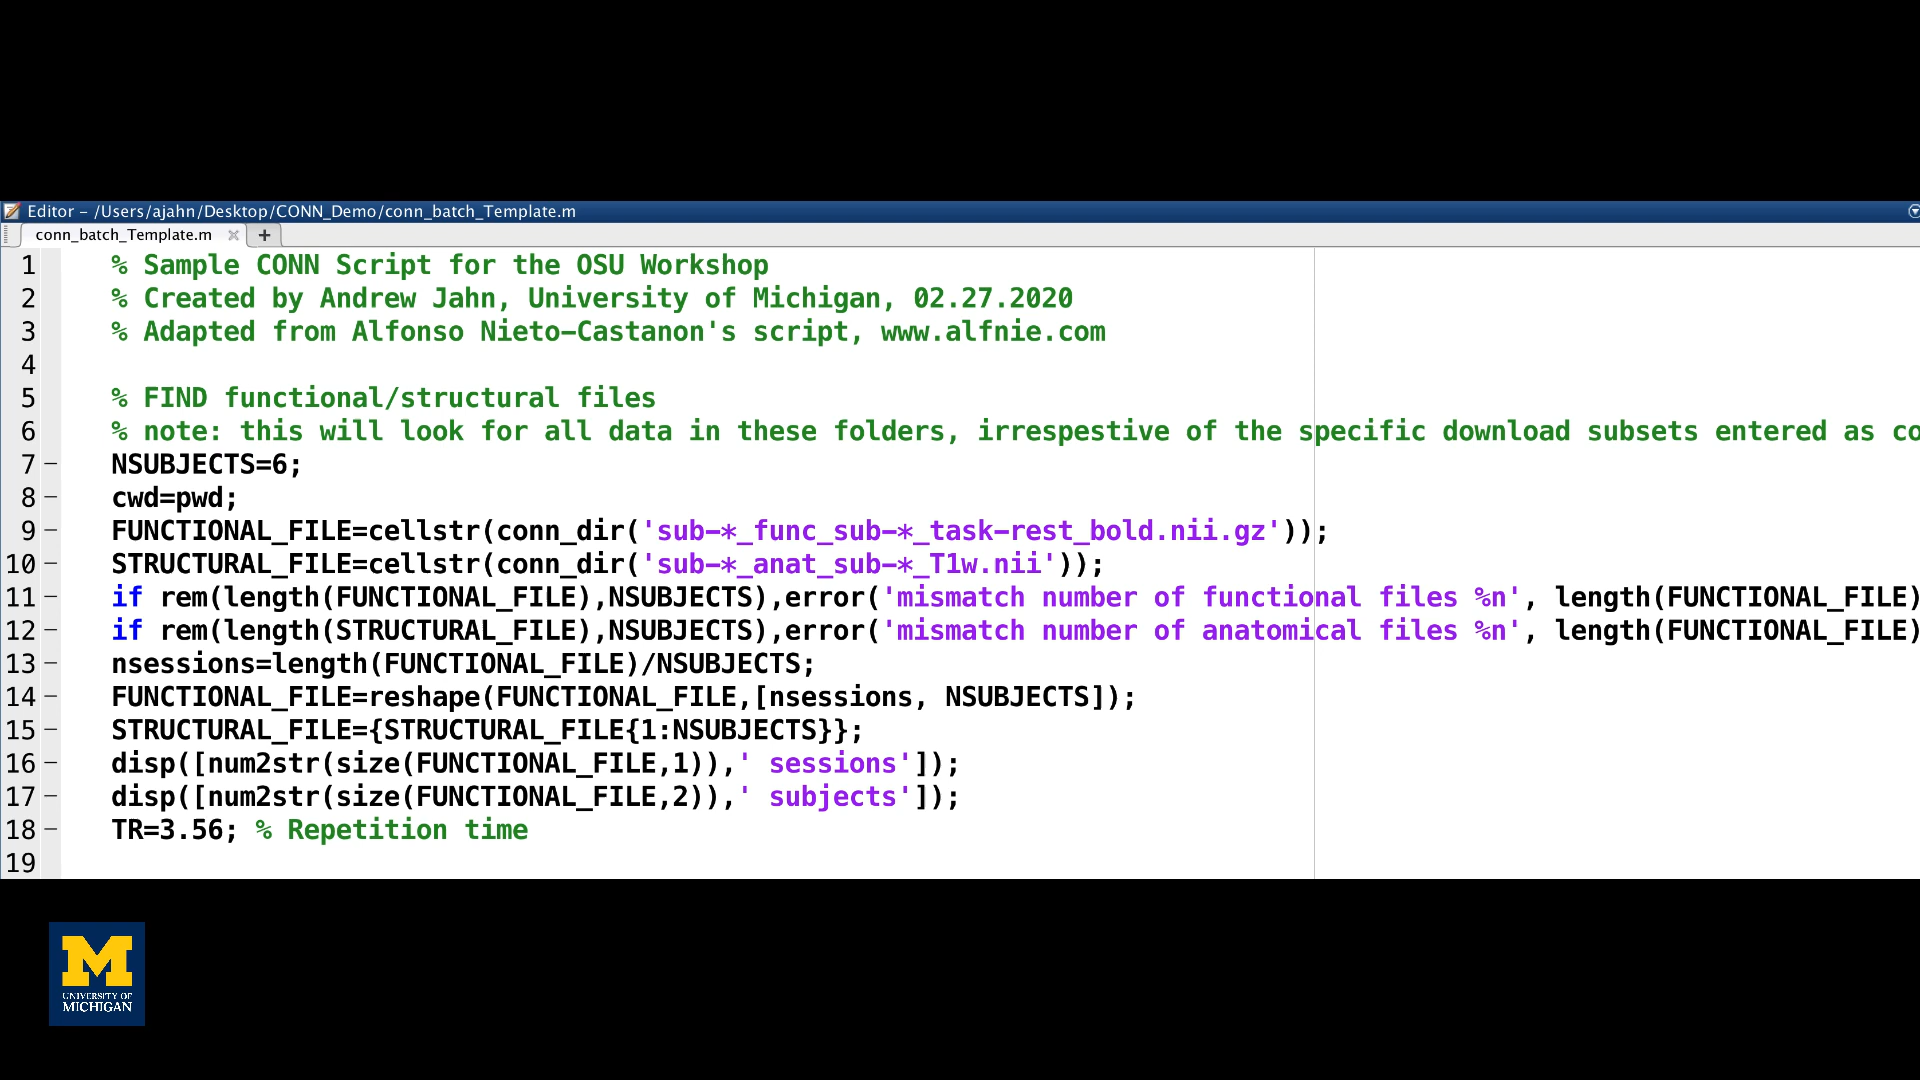 Editor – /Users/ajahn/Desktop/CONN_Demo/conn_batch_Template.m
conn_batch_Template.m × +
1 % Sample CONN Script for the OSU Workshop
2 % Created by Andrew Jahn, University of Michigan, 02.27.2020
3 % Adapted from Alfonso Nieto-Castanon's script, www.alfnie.com
4
5 % FIND functional/structural files
6 % note: this will look for all data in these folders, irrespestive of the specific download subsets entered as co
7 – NSUBJECTS=6;
8 – cwd=pwd;
9 – FUNCTIONAL_FILE=cellstr(conn_dir('sub-*_func_sub-*_task-rest_bold.nii.gz'));
10 – STRUCTURAL_FILE=cellstr(conn_dir('sub-*_anat_sub-*_T1w.nii'));
11 – if rem(length(FUNCTIONAL_FILE),NSUBJECTS),error('mismatch number of functional files %n', length(FUNCTIONAL_FILE)
12 – if rem(length(STRUCTURAL_FILE),NSUBJECTS),error('mismatch number of anatomical files %n', length(FUNCTIONAL_FILE)
13 – nsessions=length(FUNCTIONAL_FILE)/NSUBJECTS;
14 – FUNCTIONAL_FILE=reshape(FUNCTIONAL_FILE,[nsessions, NSUBJECTS]);
15 – STRUCTURAL_FILE={STRUCTURAL_FILE{1:NSUBJECTS}};
16 – disp([num2str(size(FUNCTIONAL_FILE,1)),' sessions']);
17 – disp([num2str(size(FUNCTIONAL_FILE,2)),' subjects']);
18 – TR=3.56; % Repetition time
19
M
UNIVERSITY OF
MICHIGAN